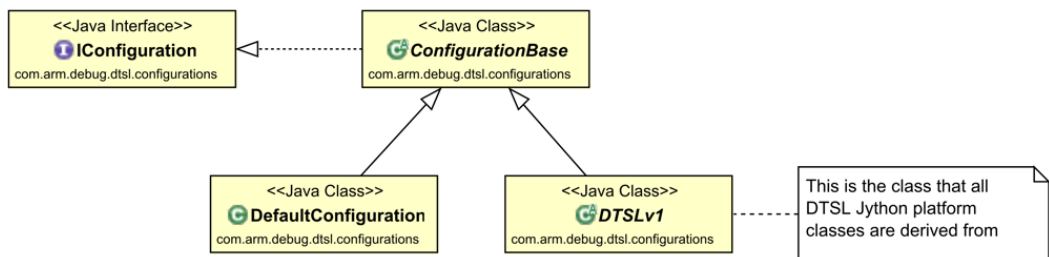 <<Java Interface>>
IConfiguration
com.arm.debug.dtsl.configurations
<<Java Class>>
ConfigurationBase
com.arm.debug.dtsl.configurations
<<Java Class>>
DefaultConfiguration
com.arm.debug.dtsl.configurations
<<Java Class>>
DTSLv1
com.arm.debug.dtsl.configurations
This is the class that all
DTSL Jython platform
classes are derived from